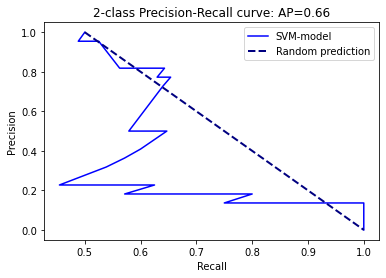 2-class Precision-Recall curve: AP=0.66
SVM-model
Random prediction
Precision
1.0
0.8
0.6
0.4
0.2
0.0
0.5
0.6
0.7
0.8
0.9
1.0
Recall